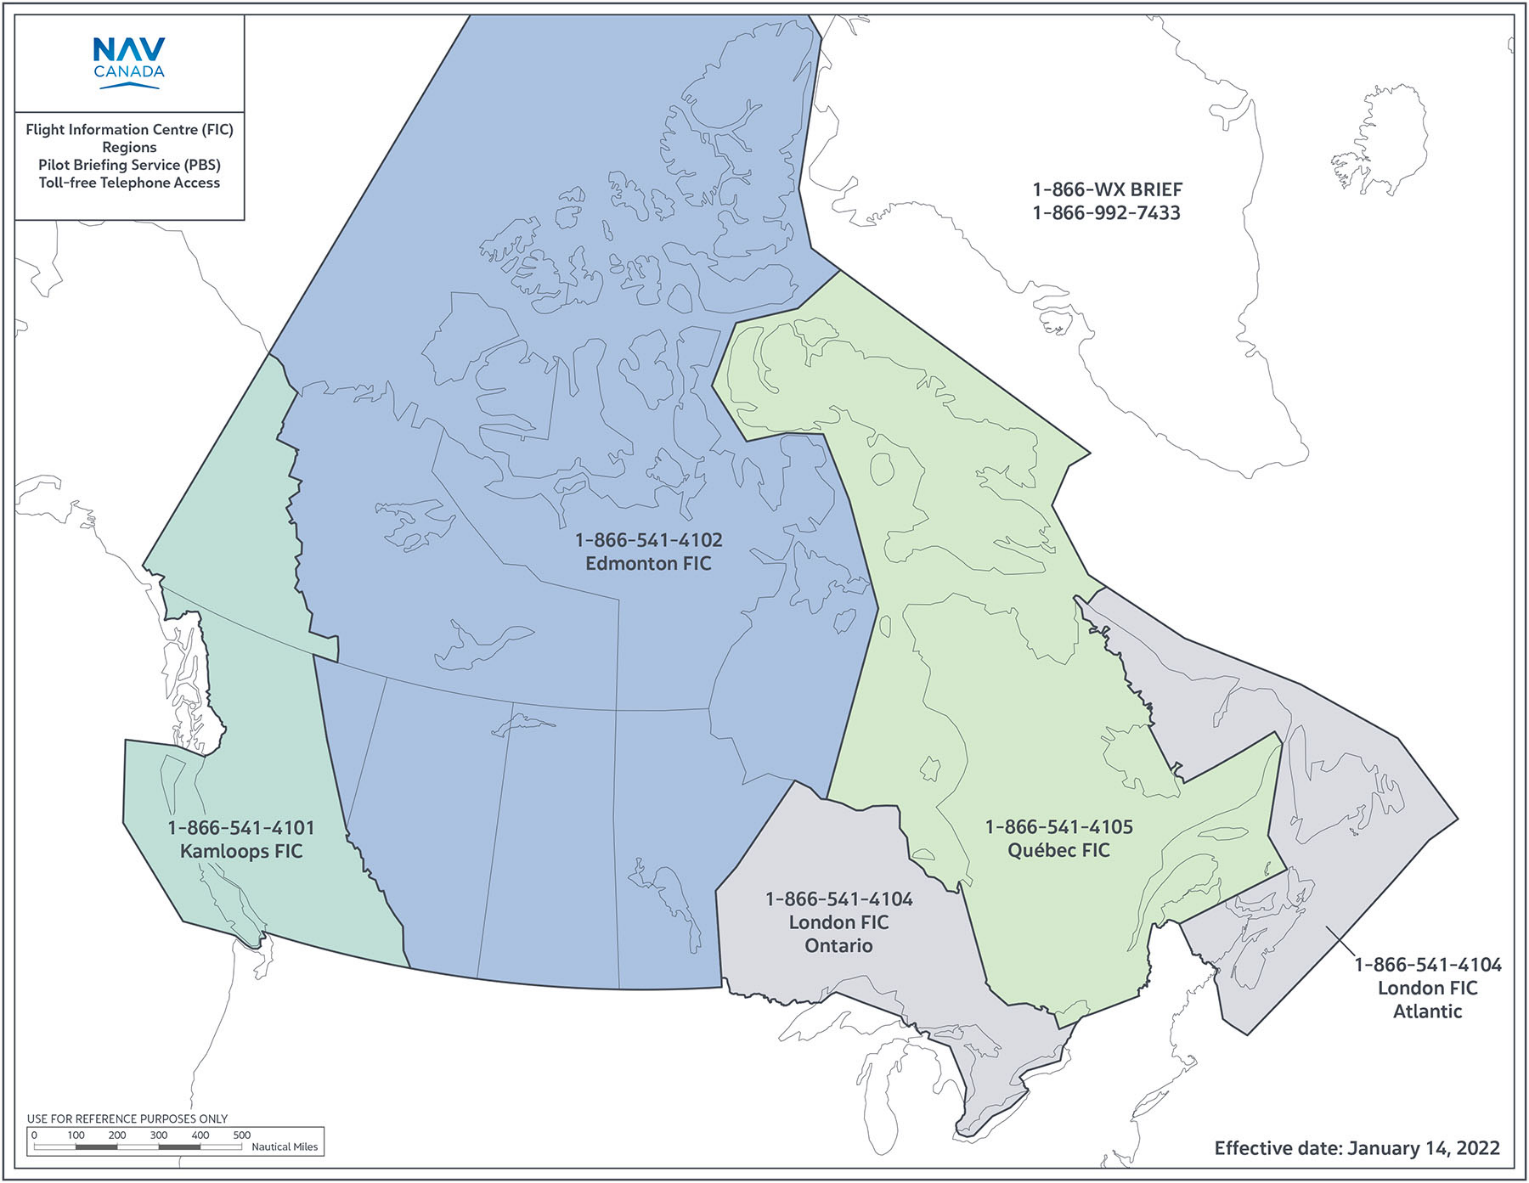 NAV
CANADA
Flight Information Centre (FIC)
Regions
Pilot Briefing Service (PBS)
Toll-free Telephone Access
1-866-WX BRIEF
1-866-992-7433
1-866-541-4102
Edmonton FIC
1-866-541-4101
Kamloops FIC
1-866-541-4105
Québec FIC
1-866-541-4104
London FIC
Ontario
1-866-541-4104
London FIC
Atlantic
USE FOR REFERENCE PURPOSES ONLY
0 100 200 300 400 500
Nautical Miles
Effective date: January 14, 2022